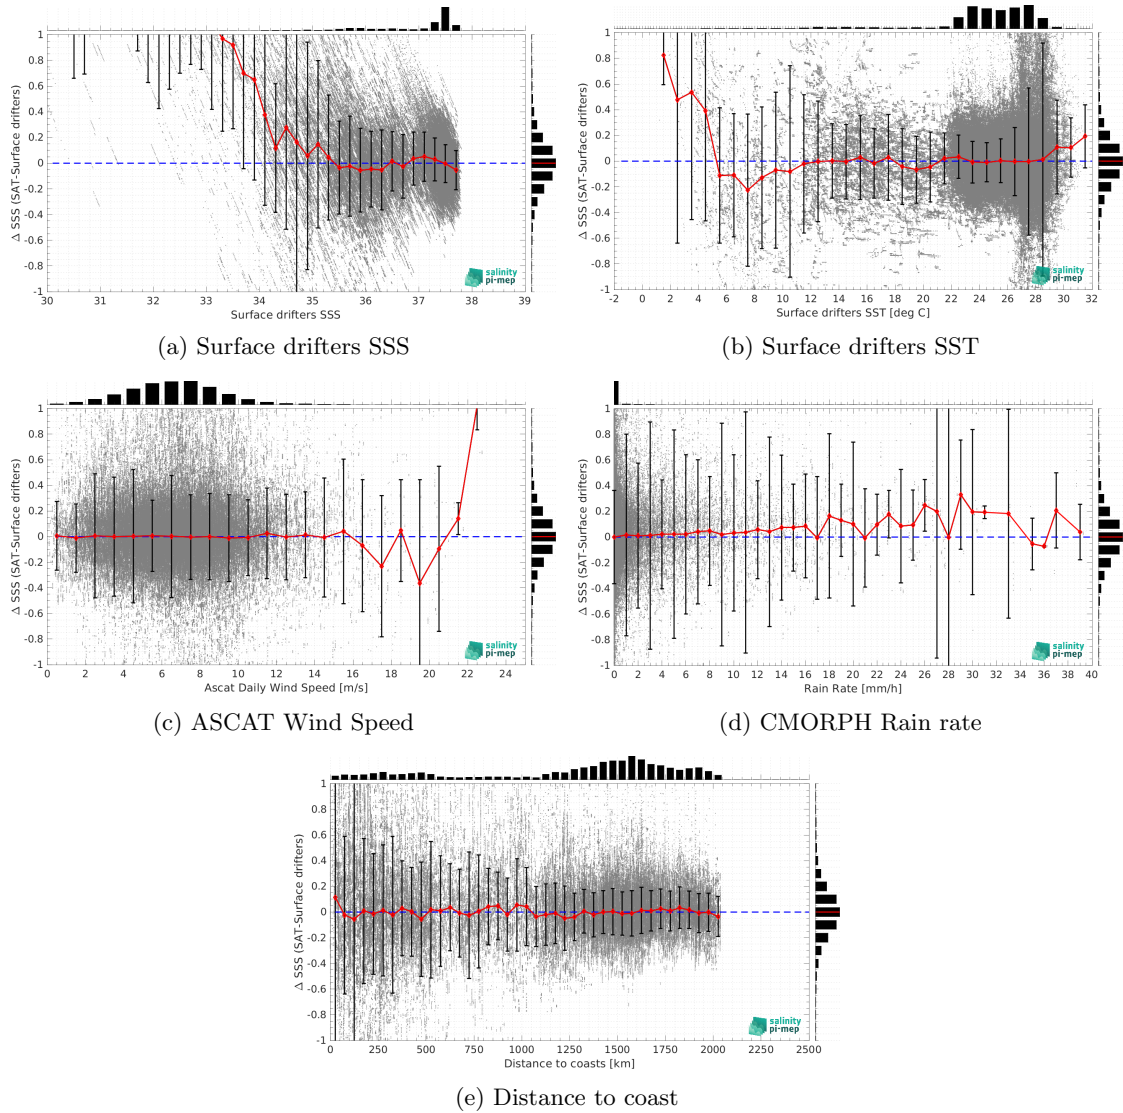 1
0.8
0.6
0.4
0.2
0
-0.2
-0.4
-0.6
-0.8
-1
Δ SSS (SAT-Surface drifters)
30 31 32 33 34 35 36 37 38 39
Surface drifters SSS
salinity
pi-mep
(a) Surface drifters SSS
1
0.8
0.6
0.4
0.2
0
-0.2
-0.4
-0.6
-0.8
-1
Δ SSS (SAT-Surface drifters)
-2 0 2 4 6 8 10 12 14 16 18 20 22 24 26 28 30 32
Surface drifters SST [deg C]
salinity
pi-mep
(b) Surface drifters SST
1
0.8
0.6
0.4
0.2
0
-0.2
-0.4
-0.6
-0.8
-1
Δ SSS (SAT-Surface drifters)
0 2 4 6 8 10 12 14 16 18 20 22 24
Ascat Daily Wind Speed [m/s]
salinity
pi-mep
(c) ASCAT Wind Speed
1
0.8
0.6
0.4
0.2
0
-0.2
-0.4
-0.6
-0.8
-1
Δ SSS (SAT-Surface drifters)
0 2 4 6 8 10 12 14 16 18 20 22 24 26 28 30 32 34 36 38 40
Rain Rate [mm/h]
salinity
pi-mep
(d) CMORPH Rain rate
1
0.8
0.6
0.4
0.2
0
-0.2
-0.4
-0.6
-0.8
-1
Δ SSS (SAT-Surface drifters)
0 250 500 750 1000 1250 1500 1750 2000 2250 2500
Distance to coasts [km]
salinity
pi-mep
(e) Distance to coast